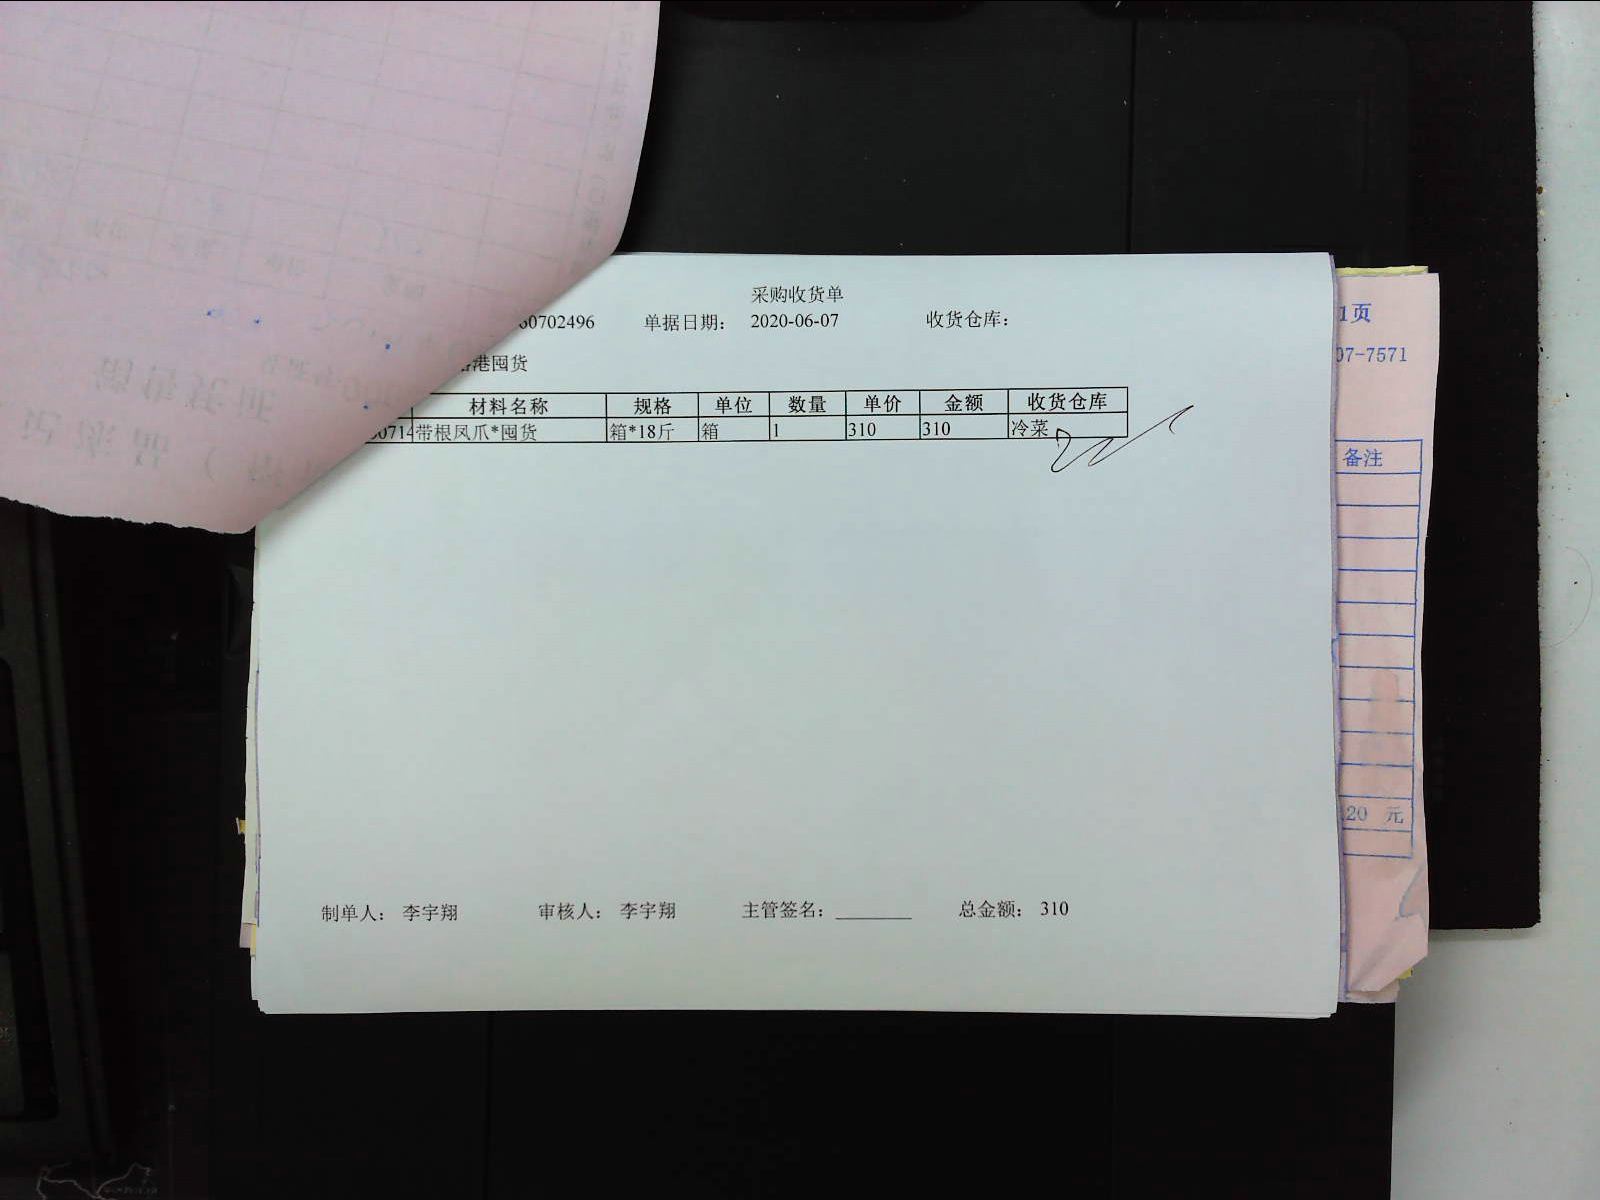 采购收货单
60702496 单据日期： 2020-06-07 收货仓库：
港囤货
材料名称 规格 单位 数量 单价 金额 收货仓库
0714 带根凤爪*囤货 箱*18斤 箱 1 310 310 冷菜
制单人： 李宇翔 审核人： 李宇翔 主管签名： ________ 总金额： 310
1页
07-7571
备注
20 元